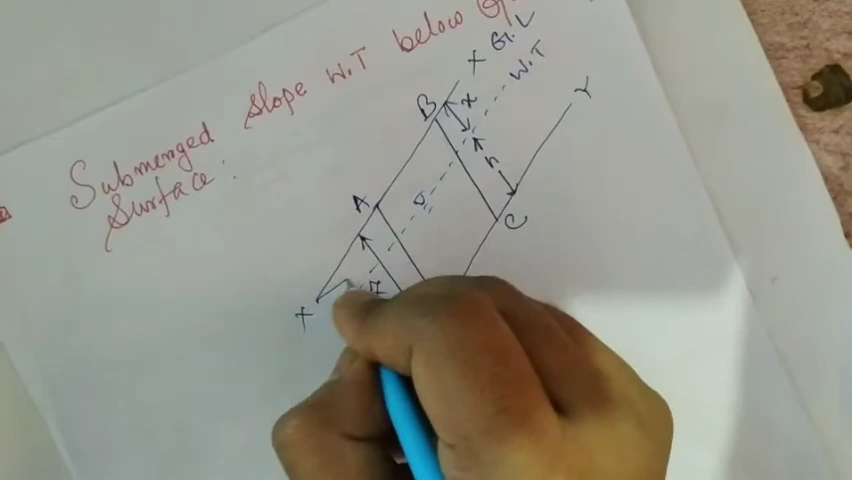 Submerged slope W.T below
Surface :
X G.L
W.T
B
x
Y
h
A
C
X
Z